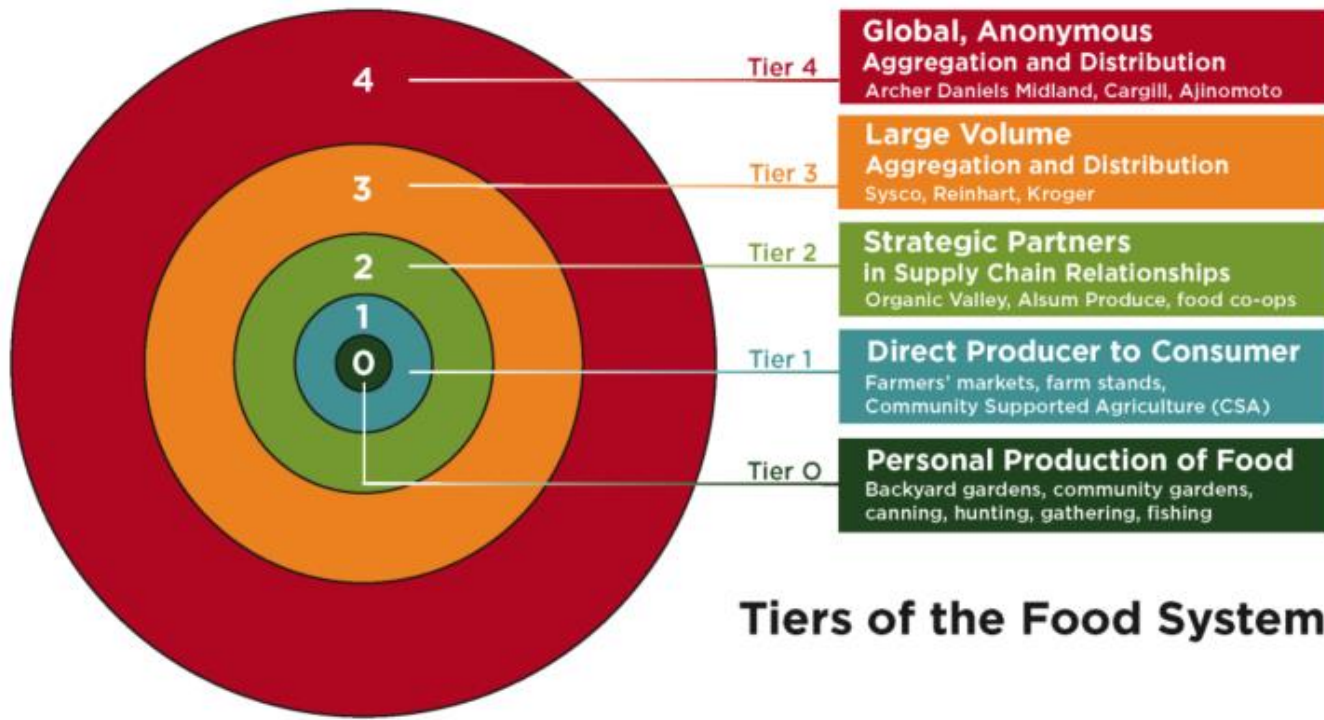 4
Tier 4
Global, Anonymous
Aggregation and Distribution
Archer Daniels Midland, Cargill, Ajinomoto
3
Tier 3
Large Volume
Aggregation and Distribution
Sysco, Reinhart, Kroger
2
Tier 2
Strategic Partners
in Supply Chain Relationships
Organic Valley, Alsum Produce, food co-ops
1
Tier 1
Direct Producer to Consumer
Farmers' markets, farm stands,
Community Supported Agriculture (CSA)
0
Tier 0
Personal Production of Food
Backyard gardens, community gardens,
canning, hunting, gathering, fishing
Tiers of the Food System